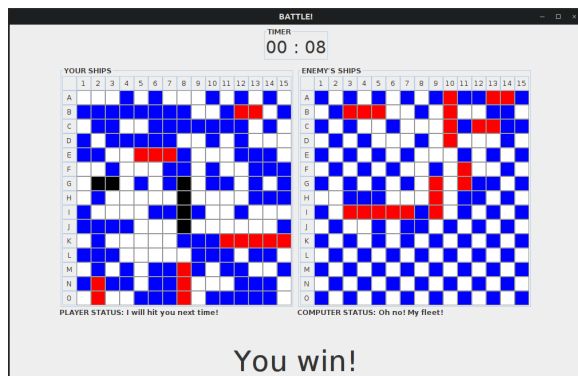 BATTLE!
TIMER
00 : 08
YOUR SHIPS
1 2 3 4 5 6 7 8 9 10 11 12 13 14 15
A
B
C
D
E
F
G
H
I
J
K
L
M
N
O
PLAYER STATUS: I will hit you next time!
ENEMY'S SHIPS
1 2 3 4 5 6 7 8 9 10 11 12 13 14 15
A
B
C
D
E
F
G
H
I
J
K
L
M
N
O
COMPUTER STATUS: Oh no! My fleet!
You win!